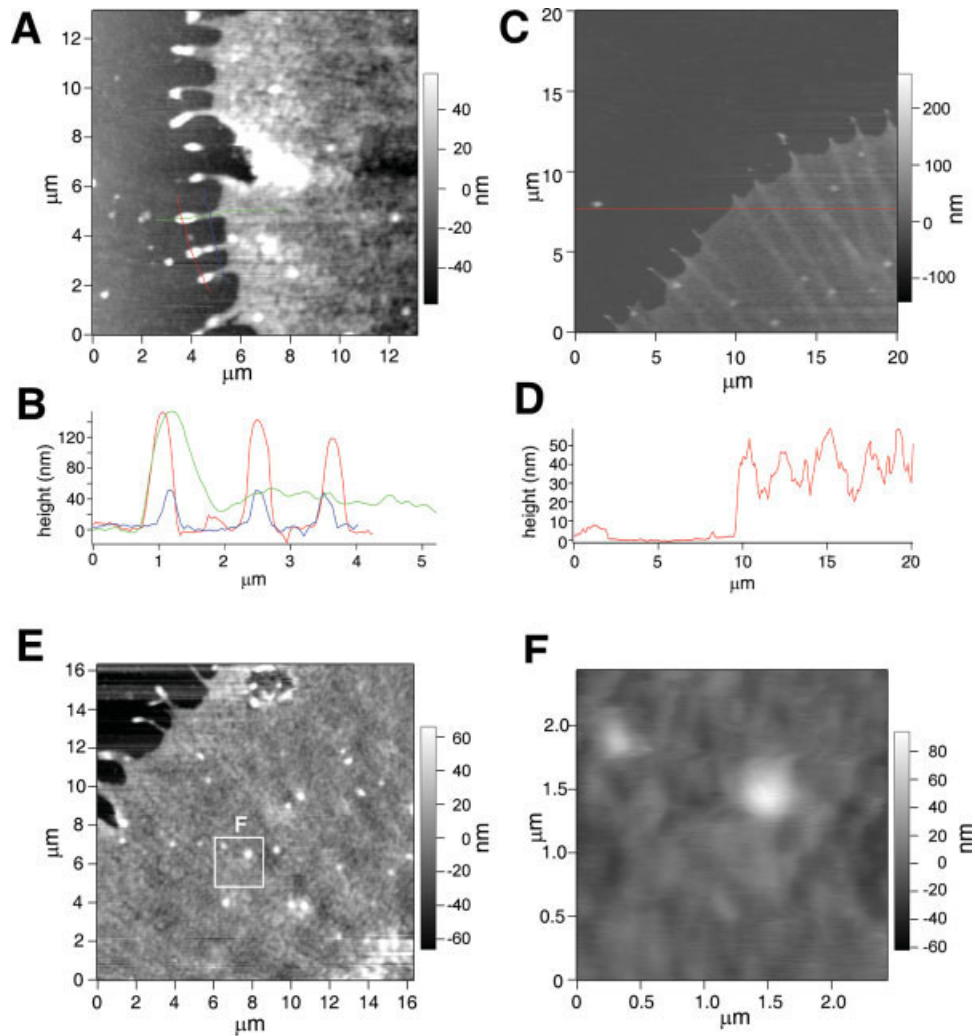 A
12
10
8
6
4
2
0
μm
0 2 4 6 8 10 12
μm
40
20
0
-20
-40
nm
C
20
15
10
5
0
μm
0 5 10 15 20
μm
200
100
0
-100
nm
B
120
80
40
0
height (nm)
0 1 2 3 4 5
μm
D
50
40
30
20
10
0
height (nm)
0 5 10 15 20
μm
E
16
14
12
10
8
6
4
2
0
μm
F
0 2 4 6 8 10 12 14 16
μm
60
40
20
0
-20
-40
-60
nm
F
2.0
1.5
1.0
0.5
0
μm
0 0.5 1.0 1.5 2.0
μm
80
60
40
20
0
-20
-40
-60
nm